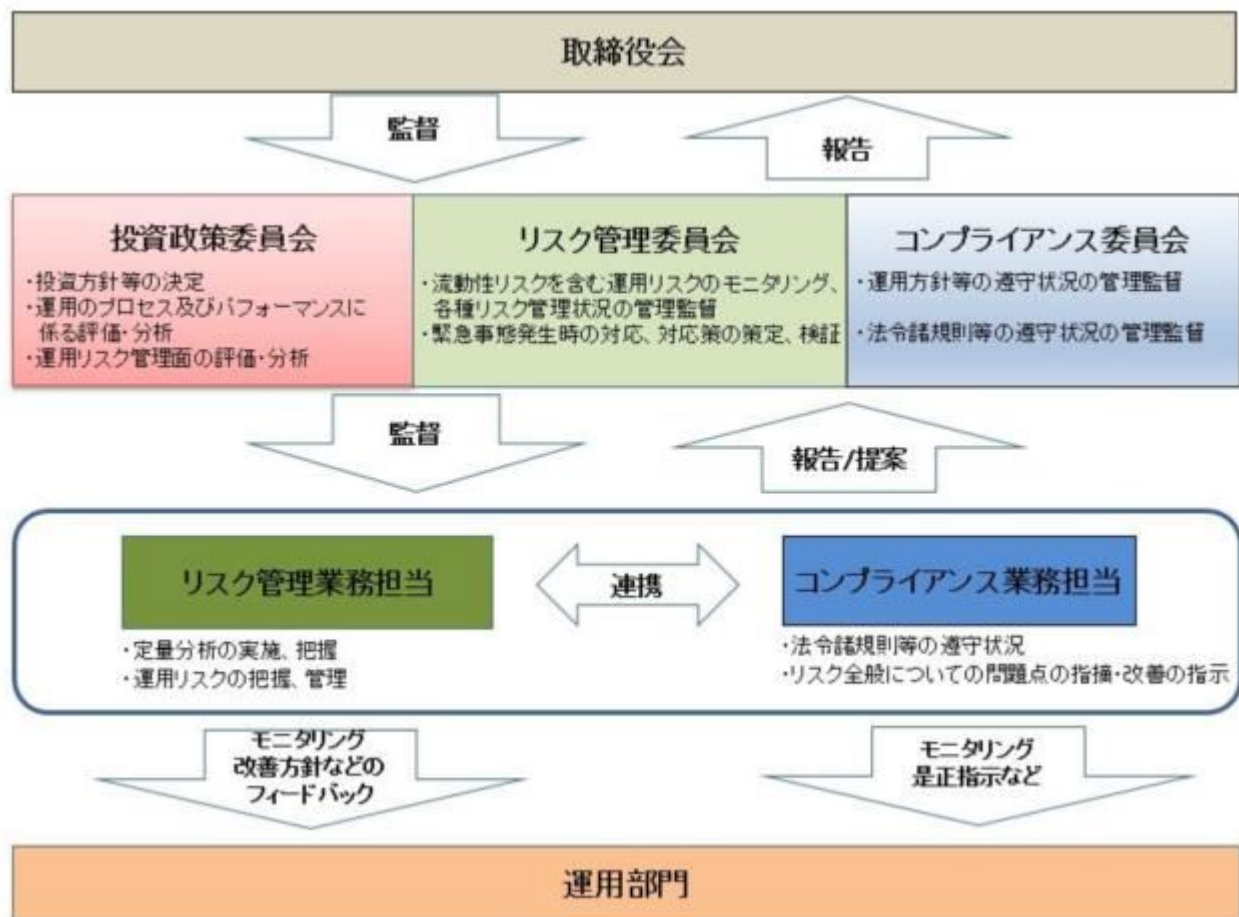 取締役会
監督
報告
投資政策委員会
・投資方針等の決定
・運用のプロセス及びパフォーマンスに
係る評価・分析
・運用リスク管理面の評価・分析
リスク管理委員会
・流動性リスクを含む運用リスクのモニタリング、
各種リスク管理状況の管理監督
・緊急事態発生時の対応、対応策の策定、検証
コンプライアンス委員会
・運用方針等の遵守状況の管理監督
・法令諸規則等の遵守状況の管理監督
監督
報告/提案
リスク管理業務担当
・定量分析の実施、把握
・運用リスクの把握、管理
連携
コンプライアンス業務担当
・法令諸規則等の遵守状況
・リスク全般についての問題点の指摘・改善の指示
モニタリング
改善方針などの
フィードバック
モニタリング
是正指示など
運用部門